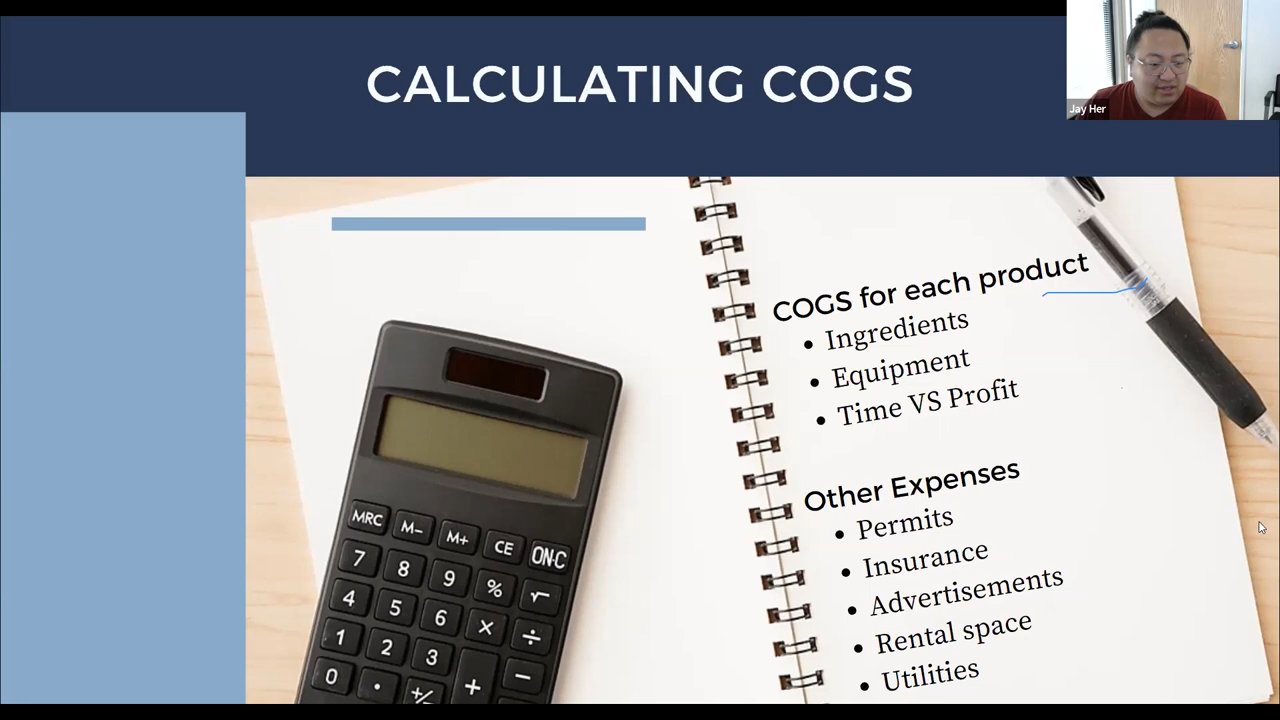 CALCULATING COGS
Jay Her
COGS for each product
• Ingredients
• Equipment
• Time VS Profit
Other Expenses
• Permits
• Insurance
• Advertisements
• Rental space
• Utilities
MRC M− M+ CE ON·C
7 8 9 % √
4 5 6 × ÷
1 2 3 −
0 · +/− +